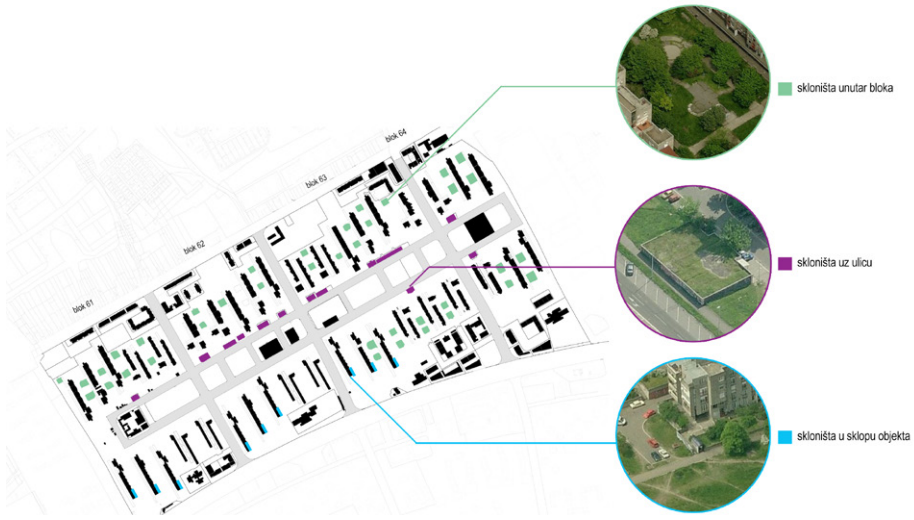 skloništa unutar bloka
blok 64
blok 63
skloništa uz ulicu
blok 62
blok 61
skloništa u sklopu objekta